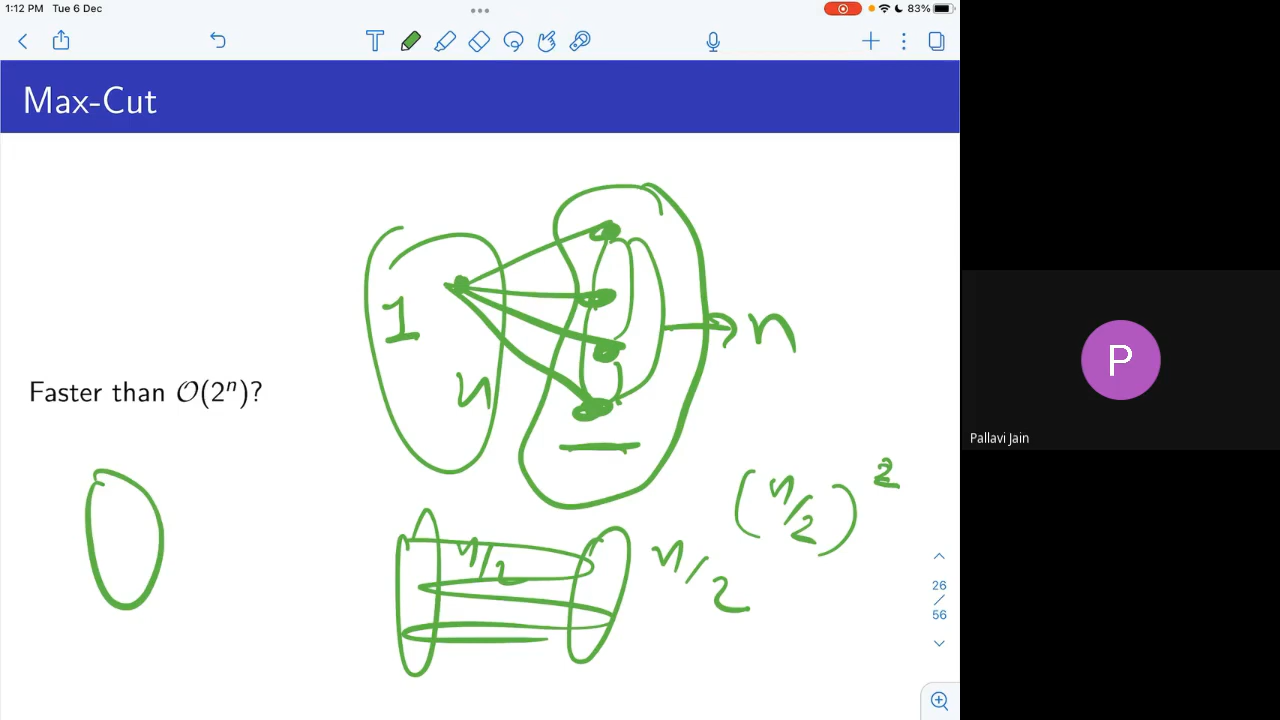 1:12 PM Tue 6 Dec
83%
T
Max-Cut
1
n
n
Faster than O(2ⁿ)?
(n/2)²
n/2
n/2
26
/
56
P
Pallavi Jain